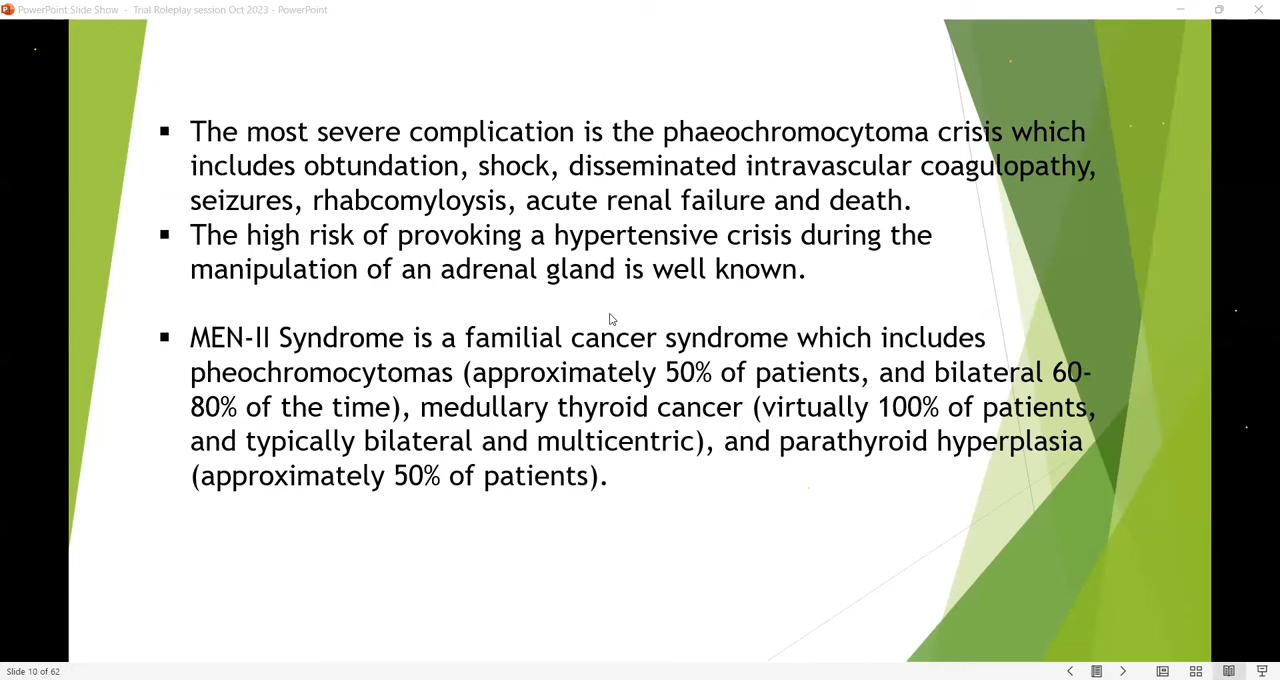 PowerPoint Slide Show - Trial Roleplay session Oct 2023 - PowerPoint
▪ The most severe complication is the phaeochromocytoma crisis which
includes obtundation, shock, disseminated intravascular coagulopathy,
seizures, rhabcomyloysis, acute renal failure and death.
▪ The high risk of provoking a hypertensive crisis during the
manipulation of an adrenal gland is well known.
▪ MEN-II Syndrome is a familial cancer syndrome which includes
pheochromocytomas (approximately 50% of patients, and bilateral 60-
80% of the time), medullary thyroid cancer (virtually 100% of patients,
and typically bilateral and multicentric), and parathyroid hyperplasia
(approximately 50% of patients).
Slide 10 of 62